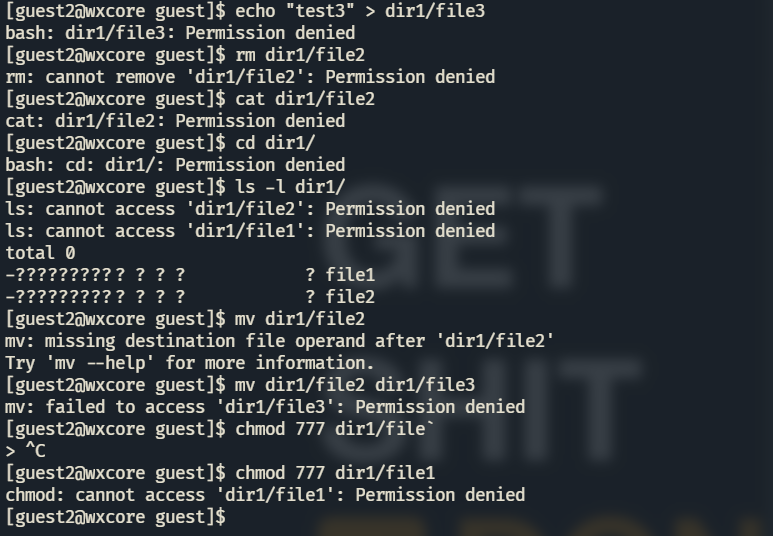 [guest2@wxcore guest]$ echo "test3" > dir1/file3
bash: dir1/file3: Permission denied
[guest2@wxcore guest]$ rm dir1/file2
rm: cannot remove 'dir1/file2': Permission denied
[guest2@wxcore guest]$ cat dir1/file2
cat: dir1/file2: Permission denied
[guest2@wxcore guest]$ cd dir1/
bash: cd: dir1/: Permission denied
[guest2@wxcore guest]$ ls -l dir1/
ls: cannot access 'dir1/file2': Permission denied
ls: cannot access 'dir1/file1': Permission denied
total 0
-?????????? ? ? ?            ? file1
-?????????? ? ? ?            ? file2
[guest2@wxcore guest]$ mv dir1/file2
mv: missing destination file operand after 'dir1/file2'
Try 'mv --help' for more information.
[guest2@wxcore guest]$ mv dir1/file2 dir1/file3
mv: failed to access 'dir1/file3': Permission denied
[guest2@wxcore guest]$ chmod 777 dir1/file`
> ^C
[guest2@wxcore guest]$ chmod 777 dir1/file1
chmod: cannot access 'dir1/file1': Permission denied
[guest2@wxcore guest]$
GET
SHIT